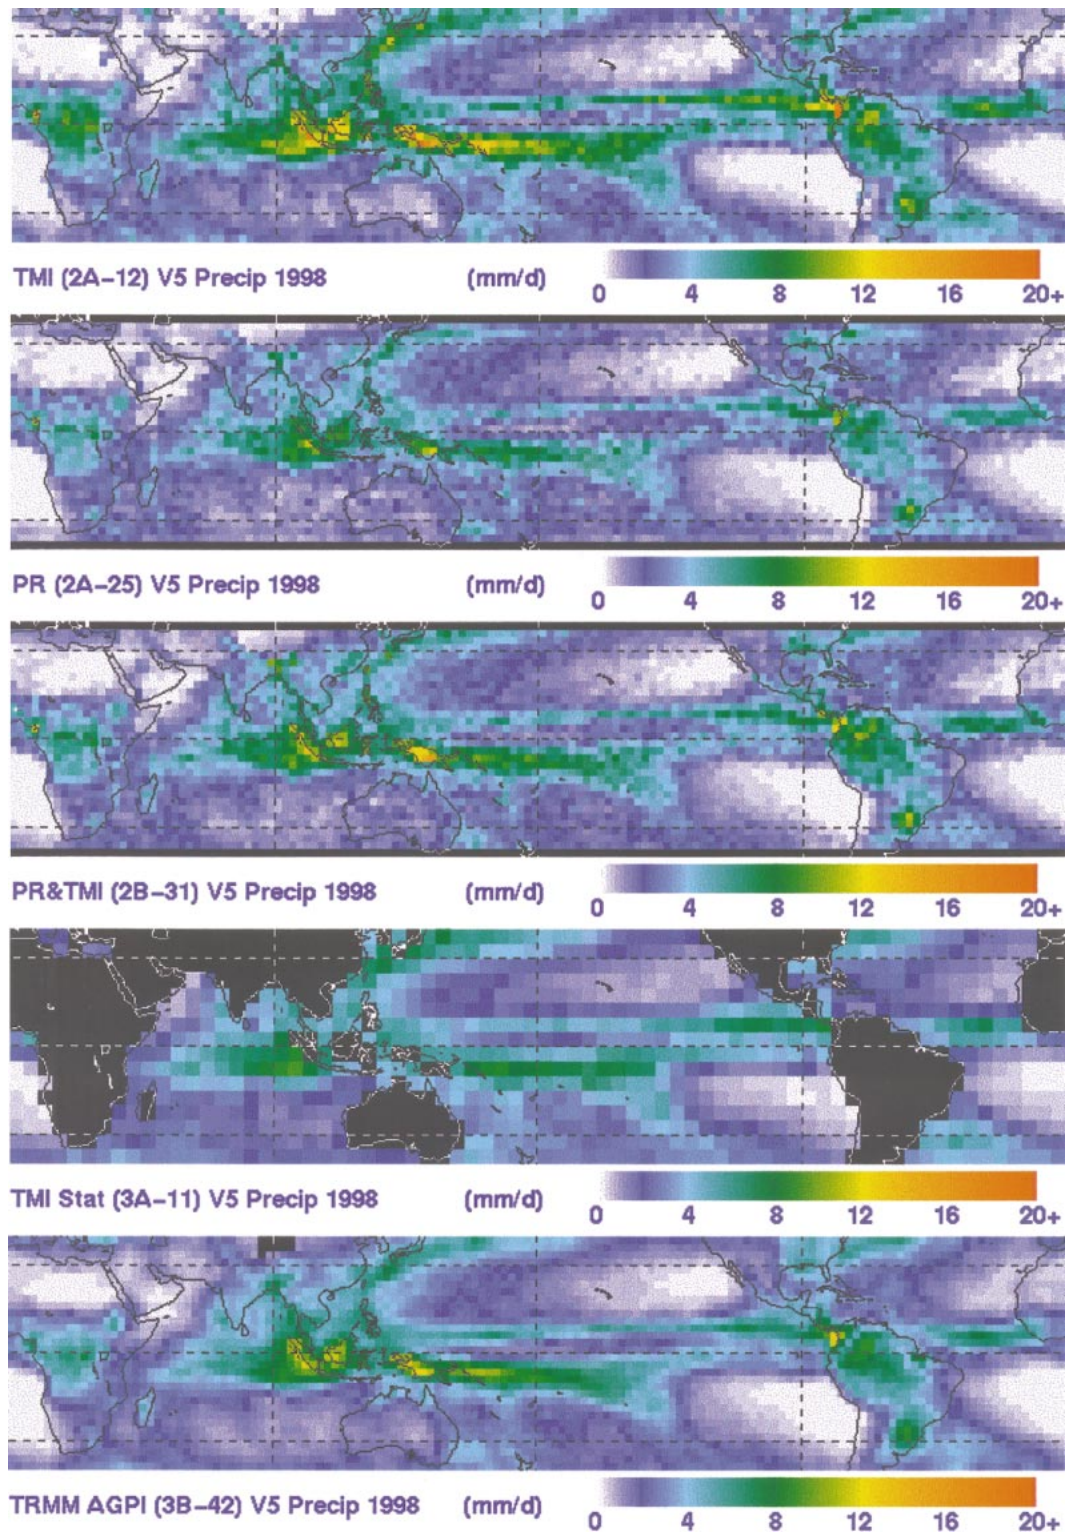 TMI (2A-12) V5 Precip 1998 (mm/d)
0 4 8 12 16 20+
PR (2A-25) V5 Precip 1998 (mm/d)
0 4 8 12 16 20+
PR&TMI (2B-31) V5 Precip 1998 (mm/d)
0 4 8 12 16 20+
TMI Stat (3A-11) V5 Precip 1998 (mm/d)
0 4 8 12 16 20+
TRMM AGPI (3B-42) V5 Precip 1998 (mm/d)
0 4 8 12 16 20+